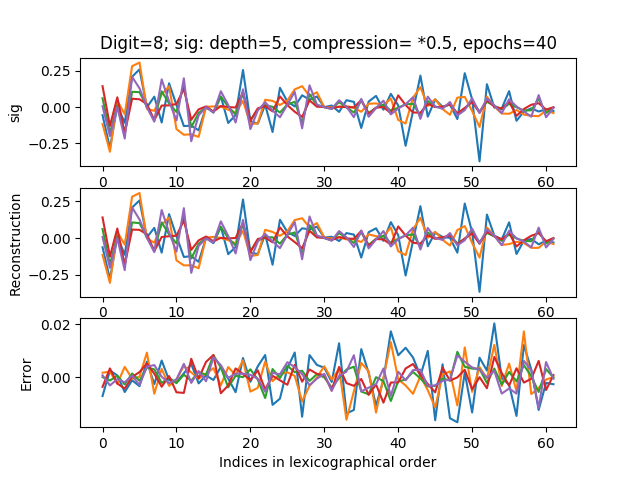 Digit=8; sig: depth=5, compression= *0.5, epochs=40
sig
0.25
0.00
−0.25
0 10 20 30 40 50 60
Reconstruction
0.25
0.00
−0.25
0 10 20 30 40 50 60
Error
0.02
0.00
0 10 20 30 40 50 60
Indices in lexicographical order